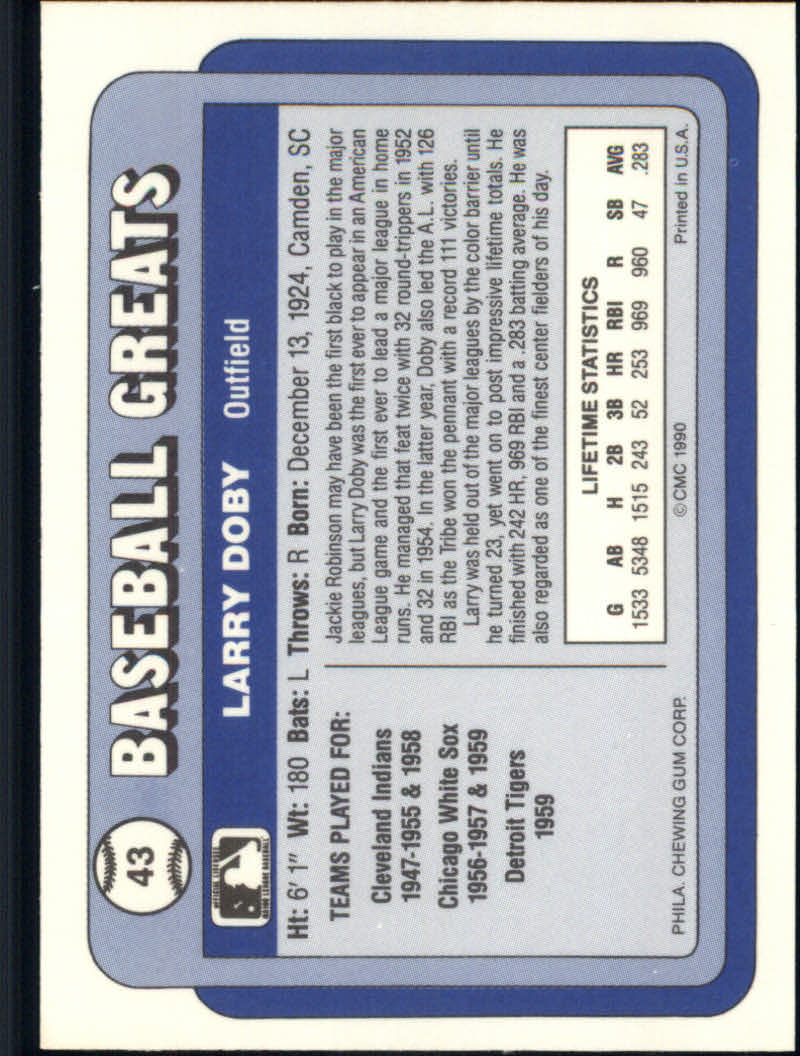 43
BASEBALL GREATS
LARRY DOBY Outfield
OFFICIAL LICENSEE
MAJOR LEAGUE BASEBALL
Ht: 6' 1" Wt: 180 Bats: L Throws: R Born: December 13, 1924, Camden, SC
TEAMS PLAYED FOR:
Cleveland Indians
1947-1955 & 1958
Chicago White Sox
1956-1957 & 1959
Detroit Tigers
1959
Jackie Robinson may have been the first black to play in the major
leagues, but Larry Doby was the first ever to appear in an American
League game and the first ever to lead a major league in home
runs. He managed that feat twice with 32 round-trippers in 1952
and 32 in 1954. In the latter year, Doby also led the A.L. with 126
RBI as the Tribe won the pennant with a record 111 victories.
Larry was held out of the major leagues by the color barrier until
he turned 23, yet went on to post impressive lifetime totals. He
finished with 242 HR, 969 RBI and a .283 batting average. He was
also regarded as one of the finest center fielders of his day.
LIFETIME STATISTICS
G AB H 2B 3B HR RBI R SB AVG
1533 5348 1515 243 52 253 969 960 47 .283
PHILA. CHEWING GUM CORP. © CMC 1990 Printed in U.S.A.